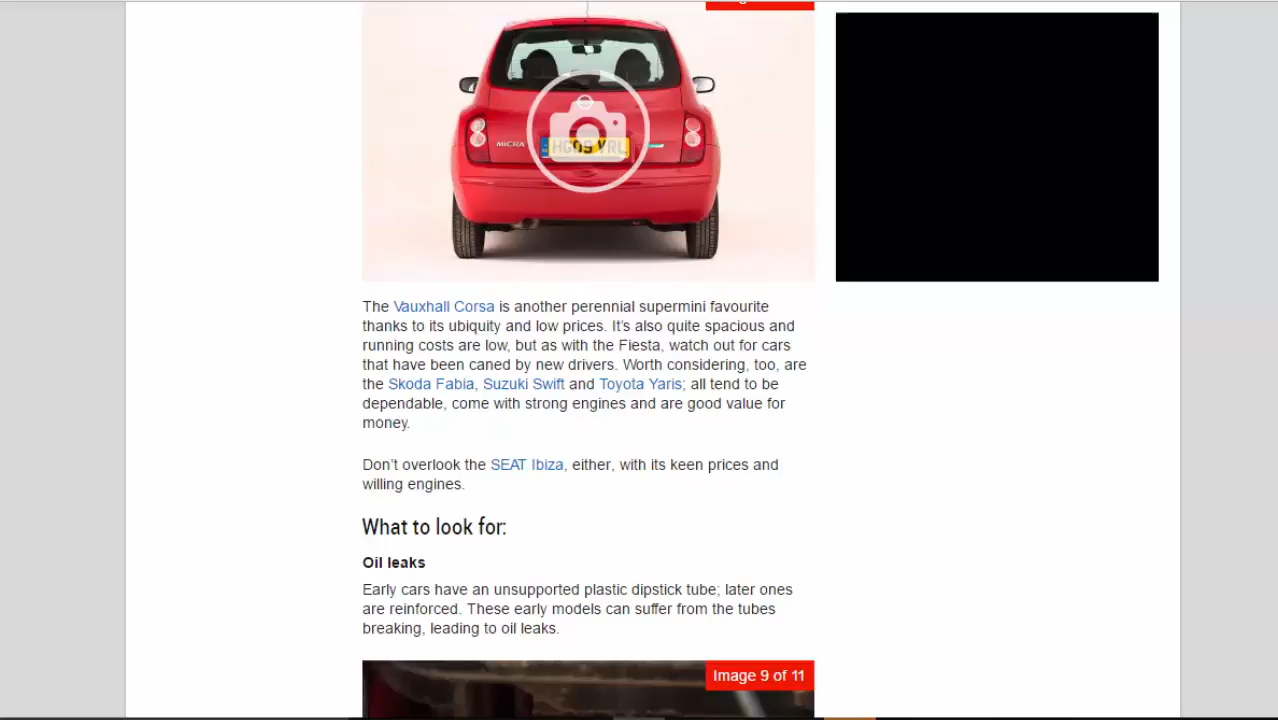 MICRA
HG09 VRL
The Vauxhall Corsa is another perennial supermini favourite
thanks to its ubiquity and low prices. It’s also quite spacious and
running costs are low, but as with the Fiesta, watch out for cars
that have been caned by new drivers. Worth considering, too, are
the Skoda Fabia, Suzuki Swift and Toyota Yaris; all tend to be
dependable, come with strong engines and are good value for
money.
Don’t overlook the SEAT Ibiza, either, with its keen prices and
willing engines.
What to look for:
Oil leaks
Early cars have an unsupported plastic dipstick tube; later ones
are reinforced. These early models can suffer from the tubes
breaking, leading to oil leaks.
Image 9 of 11